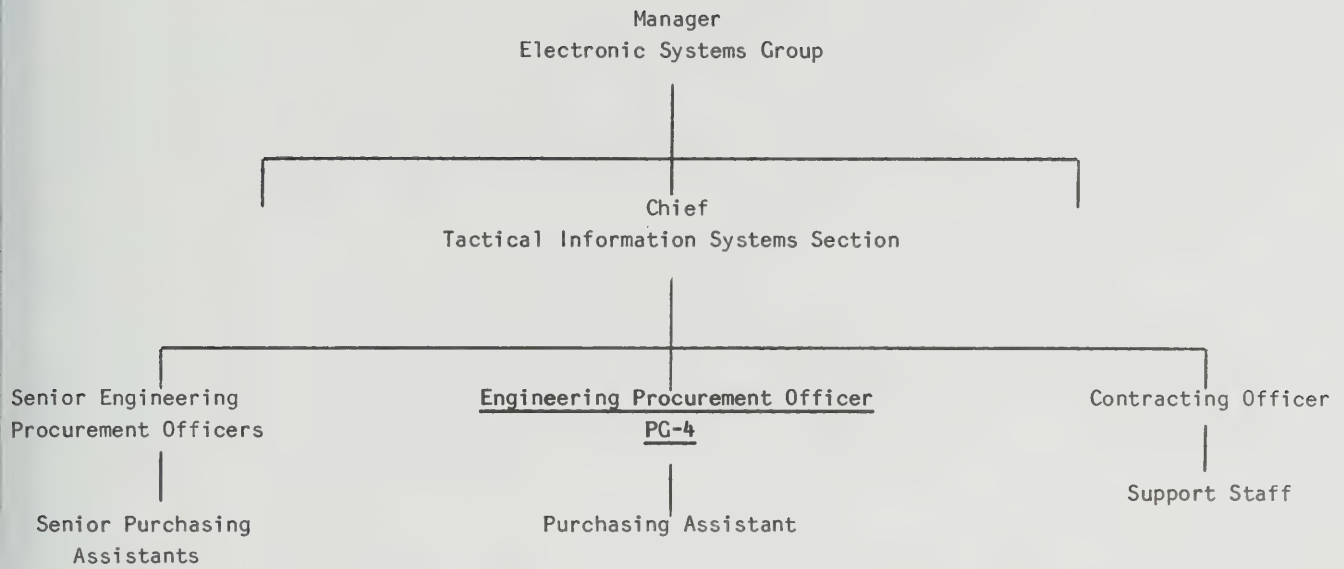 Manager
Electronic Systems Group
Chief
Tactical Information Systems Section
Senior Engineering
Procurement Officers
Engineering Procurement Officer
PG-4
Contracting Officer
Senior Purchasing
Assistants
Purchasing Assistant
Support Staff